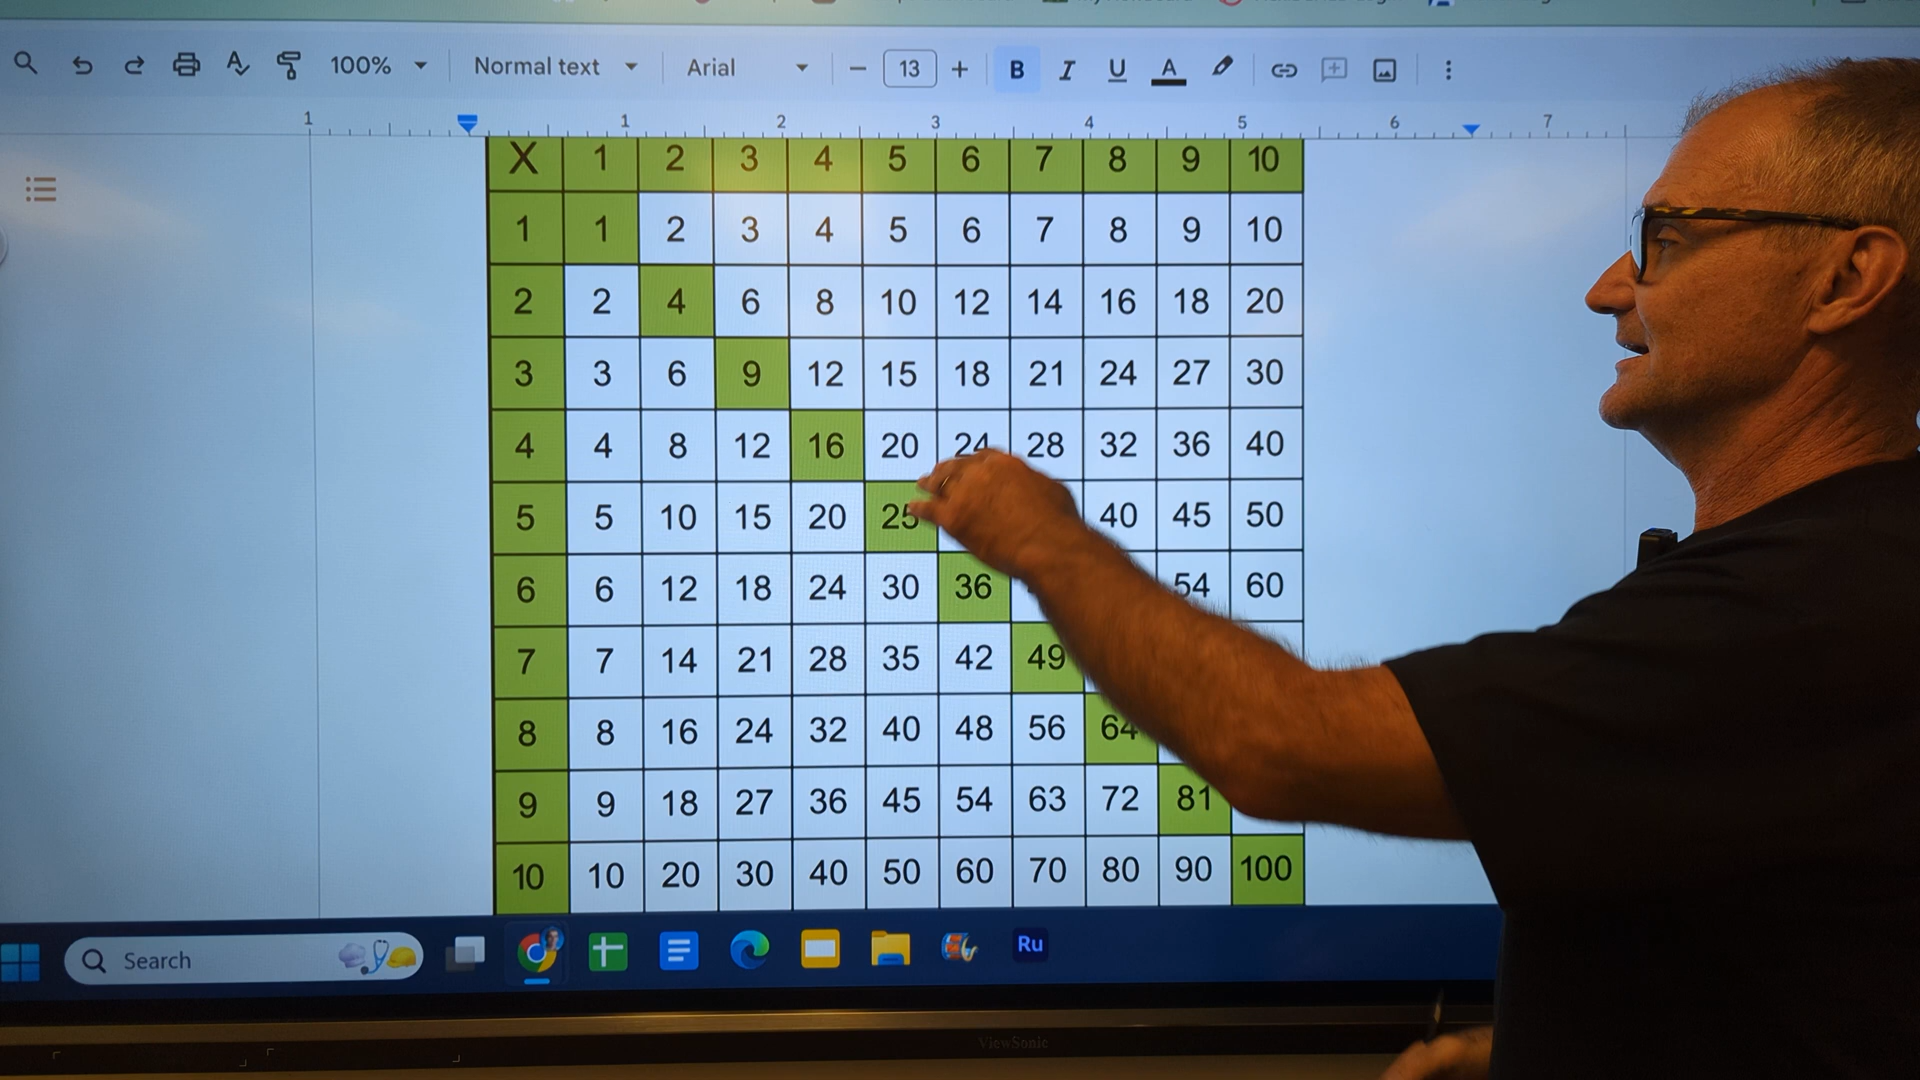 100% Normal text Arial − 13 + B I U A
1 1 2 3 4 5 6 7
X 1 2 3 4 5 6 7 8 9 10
1 1 2 3 4 5 6 7 8 9 10
2 2 4 6 8 10 12 14 16 18 20
3 3 6 9 12 15 18 21 24 27 30
4 4 8 12 16 20 24 28 32 36 40
5 5 10 15 20 25 40 45 50
6 6 12 18 24 30 36 54 60
7 7 14 21 28 35 42 49
8 8 16 24 32 40 48 56 64
9 9 18 27 36 45 54 63 72 81
10 10 20 30 40 50 60 70 80 90 100
Search Ru
ViewSonic